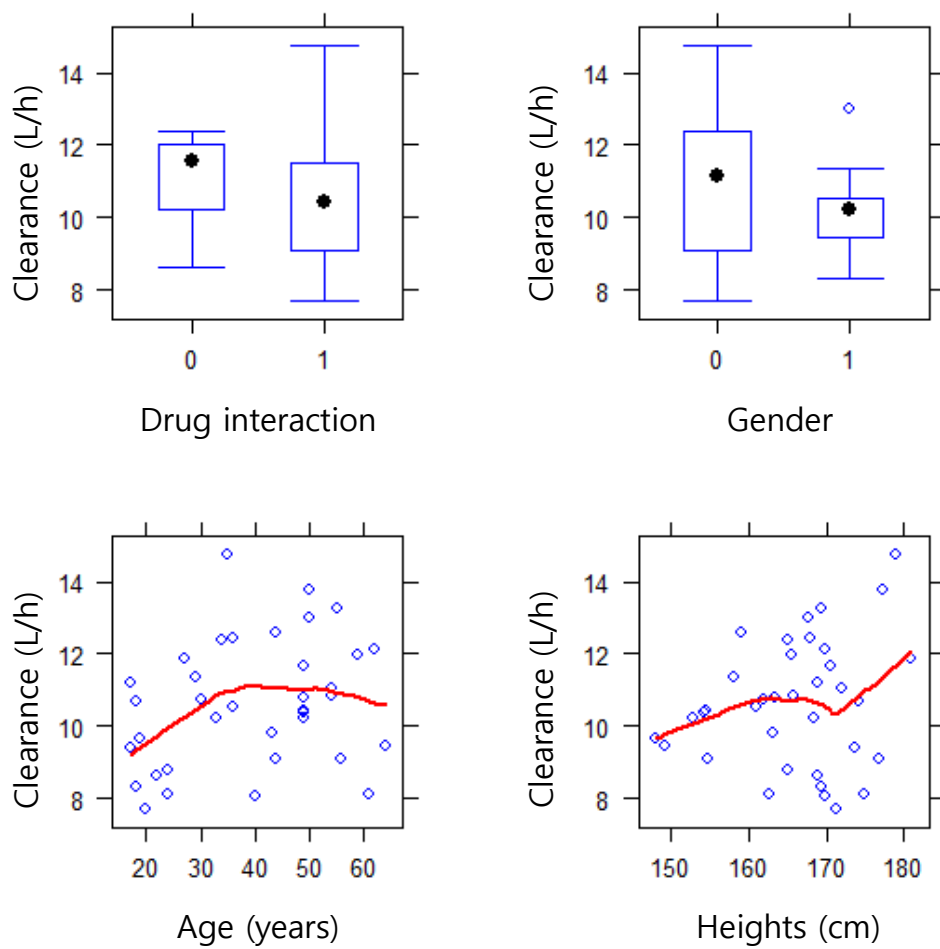 Clearance (L/h)
14
12
10
8
0 1
Drug interaction
Clearance (L/h)
14
12
10
8
0 1
Gender
Clearance (L/h)
14
12
10
8
20 30 40 50 60
Age (years)
Clearance (L/h)
14
12
10
8
150 160 170 180
Heights (cm)